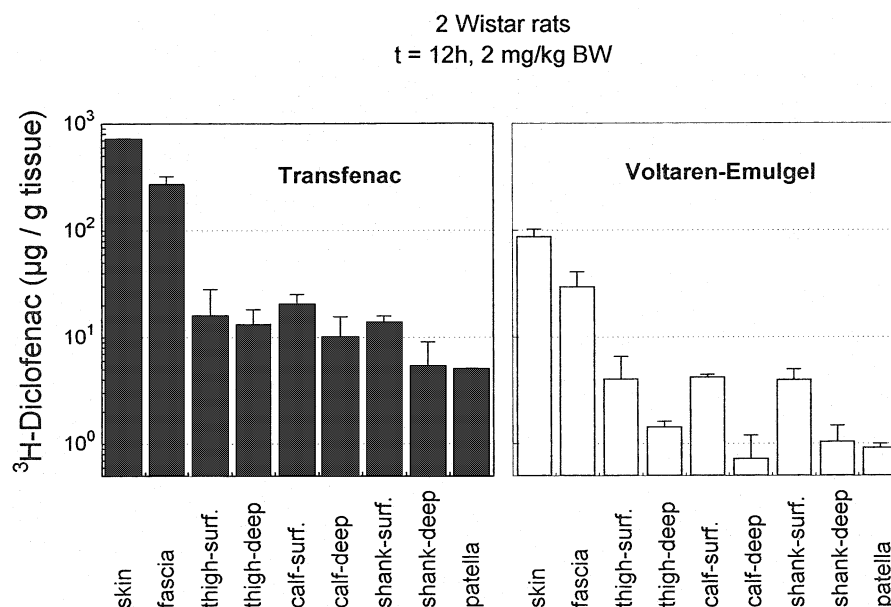 2 Wistar rats
t = 12h, 2 mg/kg BW
³H-Diclofenac (µg / g tissue)
10³
10²
10¹
10⁰
Transfenac
Voltaren-Emulgel
skin
fascia
thigh-surf.
thigh-deep
calf-surf.
calf-deep
shank-surf.
shank-deep
patella
skin
fascia
thigh-surf.
thigh-deep
calf-surf.
calf-deep
shank-surf.
shank-deep
patella